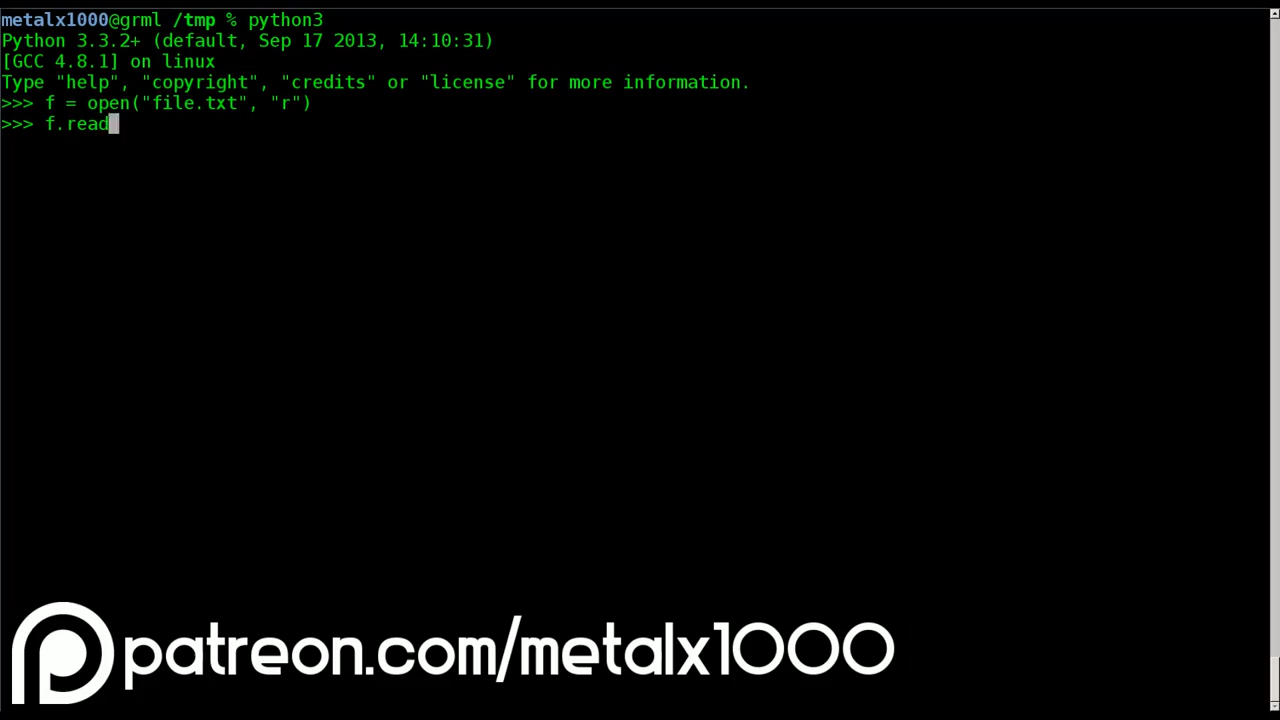 metalx1000@grml /tmp % python3
Python 3.3.2+ (default, Sep 17 2013, 14:10:31)
[GCC 4.8.1] on linux
Type "help", "copyright", "credits" or "license" for more information.
>>> f = open("file.txt", "r")
>>> f.read
patreon.com/metalx1000